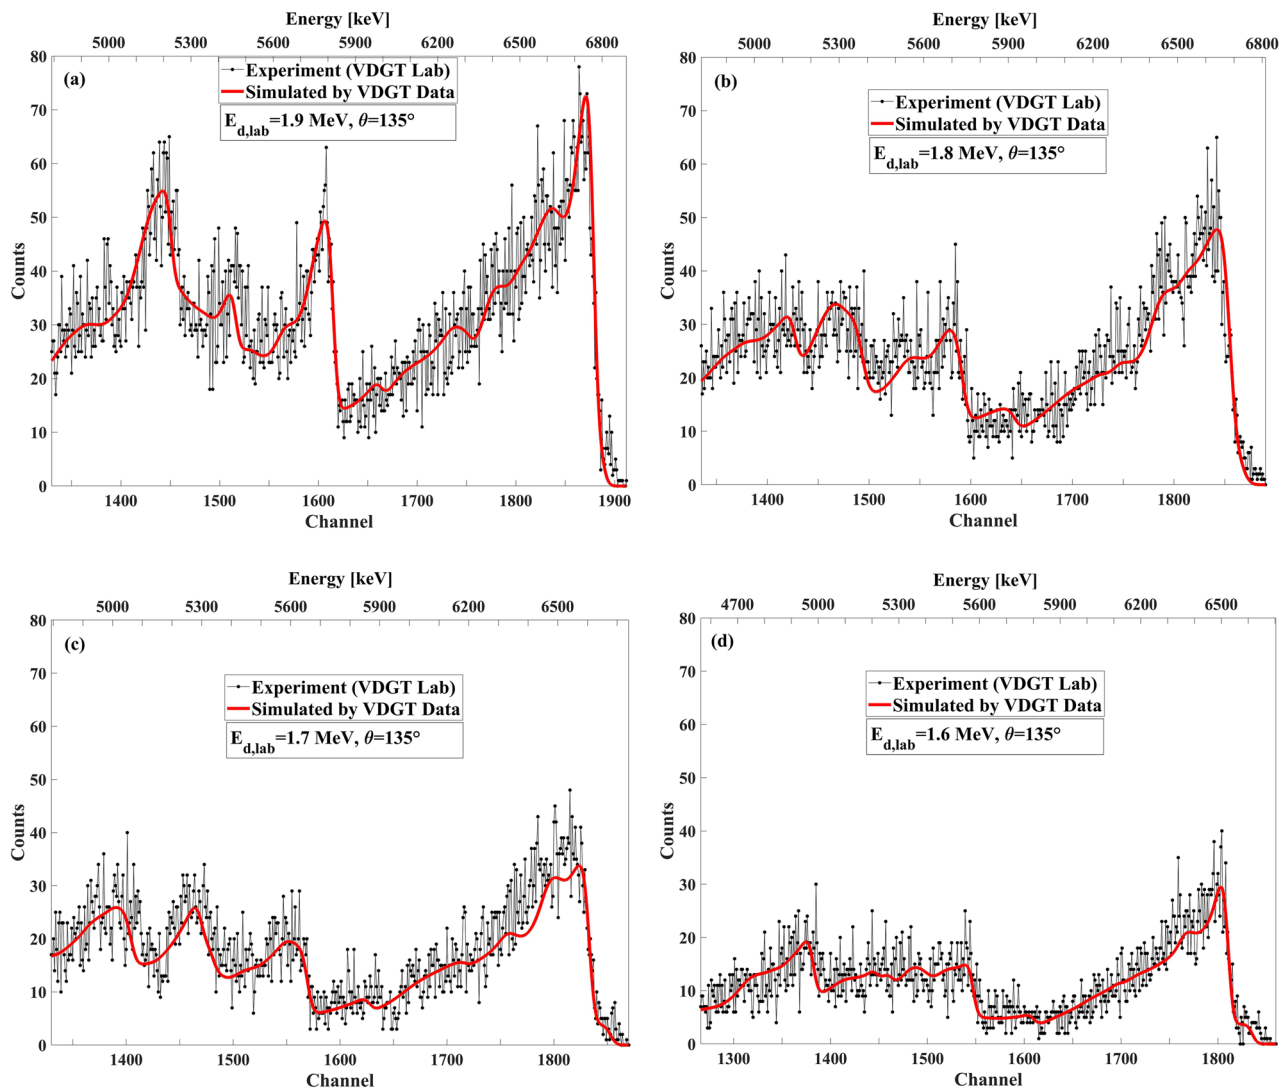 Energy [keV]
5000 5300 5600 5900 6200 6500 6800
(a)
Experiment (VDGT Lab)
Simulated by VDGT Data
E_d,lab=1.9 MeV, θ=135°
Counts
80
70
60
50
40
30
20
10
0
1400 1500 1600 1700 1800 1900
Channel
Energy [keV]
5000 5300 5600 5900 6200 6500 6800
(b)
Experiment (VDGT Lab)
Simulated by VDGT Data
E_d,lab=1.8 MeV, θ=135°
Counts
80
70
60
50
40
30
20
10
0
1400 1500 1600 1700 1800
Channel
Energy [keV]
5000 5300 5600 5900 6200 6500
(c)
Experiment (VDGT Lab)
Simulated by VDGT Data
E_d,lab=1.7 MeV, θ=135°
Counts
80
70
60
50
40
30
20
10
0
1400 1500 1600 1700 1800
Channel
Energy [keV]
4700 5000 5300 5600 5900 6200 6500
(d)
Experiment (VDGT Lab)
Simulated by VDGT Data
E_d,lab=1.6 MeV, θ=135°
Counts
80
70
60
50
40
30
20
10
0
1300 1400 1500 1600 1700 1800
Channel